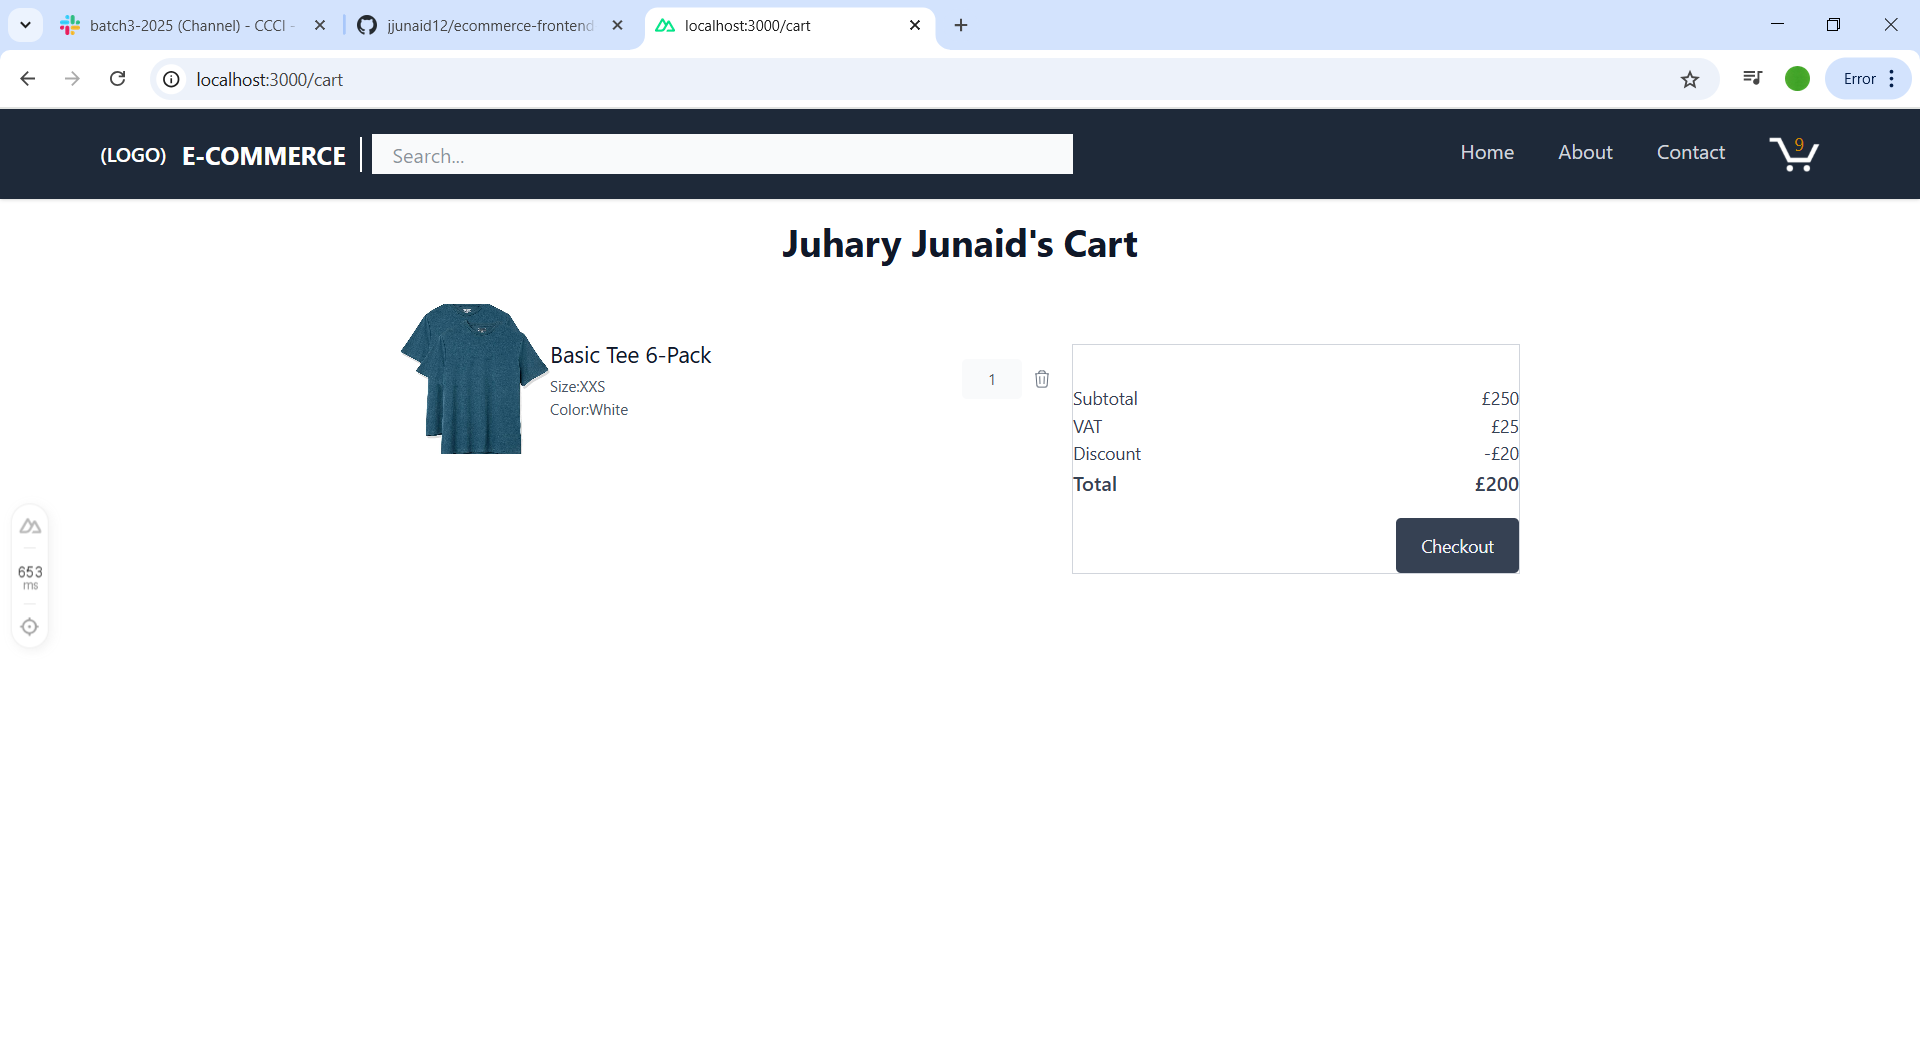 batch3-2025 (Channel) - CCCI -
jjunaid12/ecommerce-frontend
localhost:3000/cart
localhost:3000/cart
Error
(LOGO) E-COMMERCE
Search...
Home About Contact 9
Juhary Junaid's Cart
Basic Tee 6-Pack
Size:XXS
Color:White
1
Subtotal £250
VAT £25
Discount -£20
Total £200
Checkout
653
ms